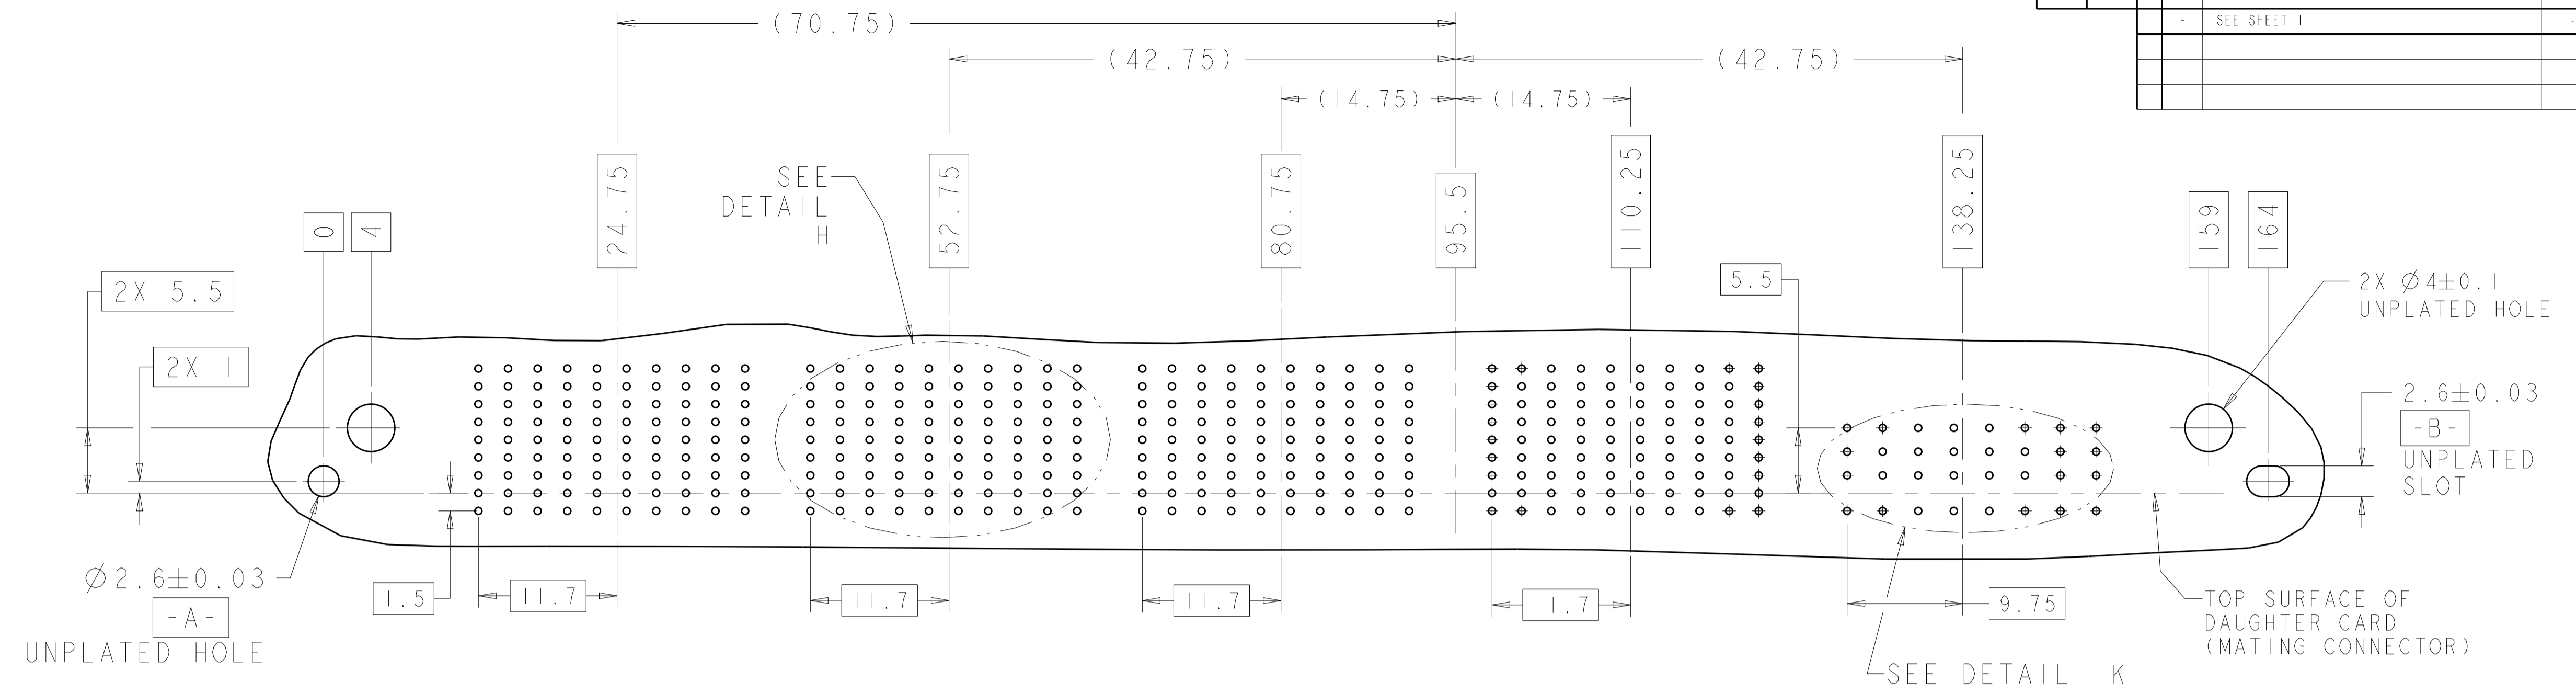 - SEE SHEET 1 -
(70.75)
(42.75) (42.75)
(14.75) (14.75)
0
4
24.75
52.75
80.75
95.5
110.25
138.25
159
164
SEE
DETAIL
H
2X 5.5
2X 1
5.5
2X Ø4±0.1
UNPLATED HOLE
2.6±0.03
-B-
UNPLATED
SLOT
Ø2.6±0.03
-A-
UNPLATED HOLE
1.5
11.7
11.7
11.7
11.7
9.75
TOP SURFACE OF
DAUGHTER CARD
(MATING CONNECTOR)
SEE DETAIL K